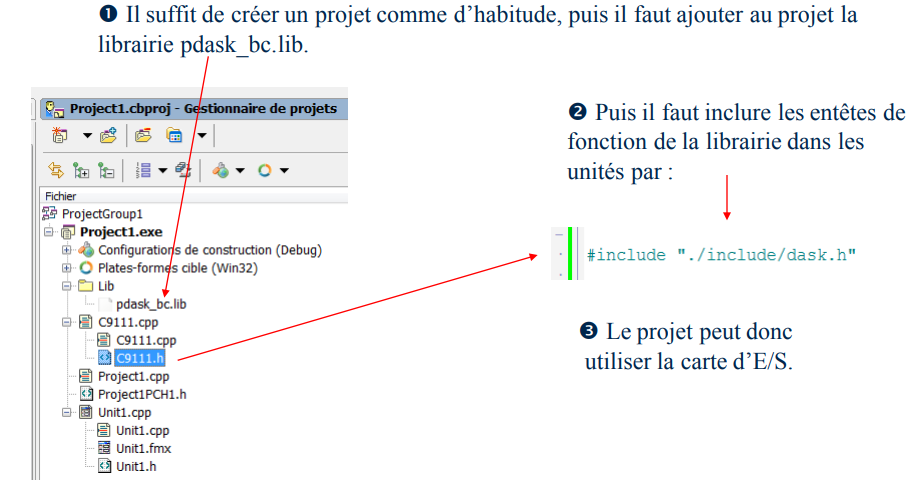 ❶ Il suffit de créer un projet comme d’habitude, puis il faut ajouter au projet la
librairie pdask_bc.lib.
Project1.cbproj - Gestionnaire de projets
Fichier
ProjectGroup1
Project1.exe
Configurations de construction (Debug)
Plates-formes cible (Win32)
Lib
pdask_bc.lib
C9111.cpp
C9111.cpp
C9111.h
Project1.cpp
Project1PCH1.h
Unit1.cpp
Unit1.cpp
Unit1.fmx
Unit1.h
❷ Puis il faut inclure les entêtes de
fonction de la librairie dans les
unités par :
#include "./include/dask.h"
❸ Le projet peut donc
utiliser la carte d’E/S.